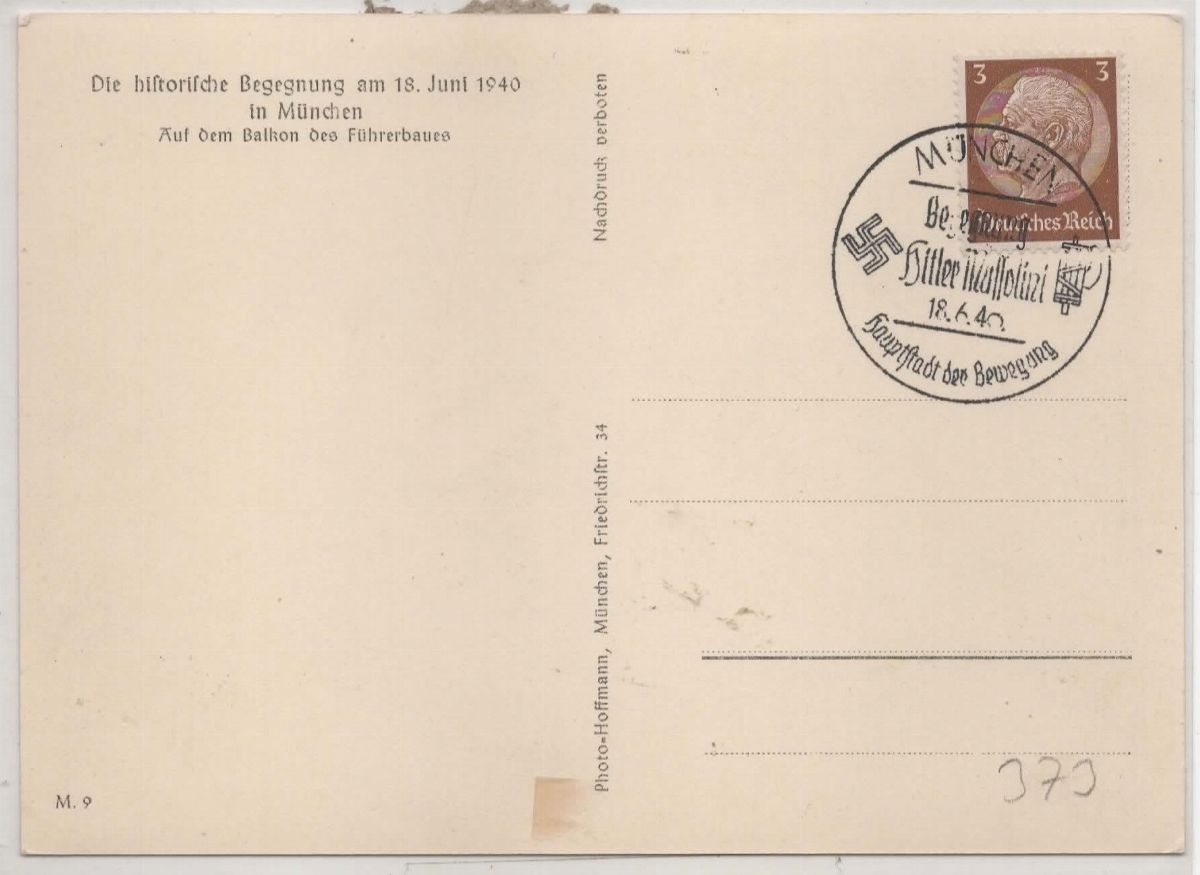 Die hiſtoriſche Begegnung am 18. Juni 1940
in München
Auf dem Balkon des Führerbaues
Nachdruck verboten
Photo=Hoffmann, München, Friedrichſtr. 34
3 3
Deutſches Reich
MÜNCHEN
Begegnung
Hitler Muſſolini
18.6.40
Hauptſtadt der Bewegung
M. 9
373